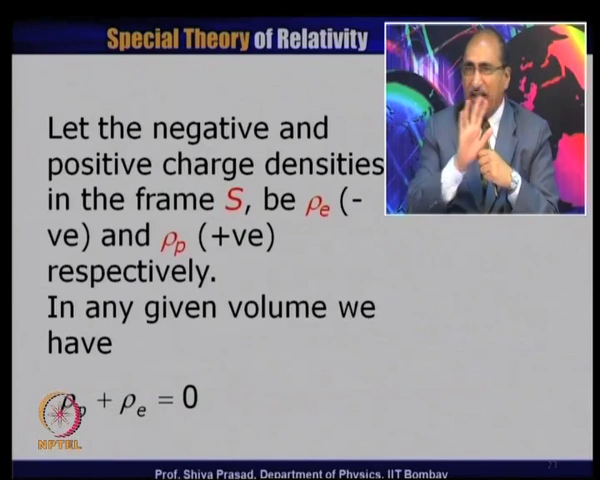 Special Theory of Relativity
Let the negative and
positive charge densities
in the frame S, be ρe (-
ve) and ρp (+ve)
respectively.
In any given volume we
have
ρp + ρe = 0
NPTEL
71
Prof. Shiva Prasad, Department of Physics, IIT Bombay